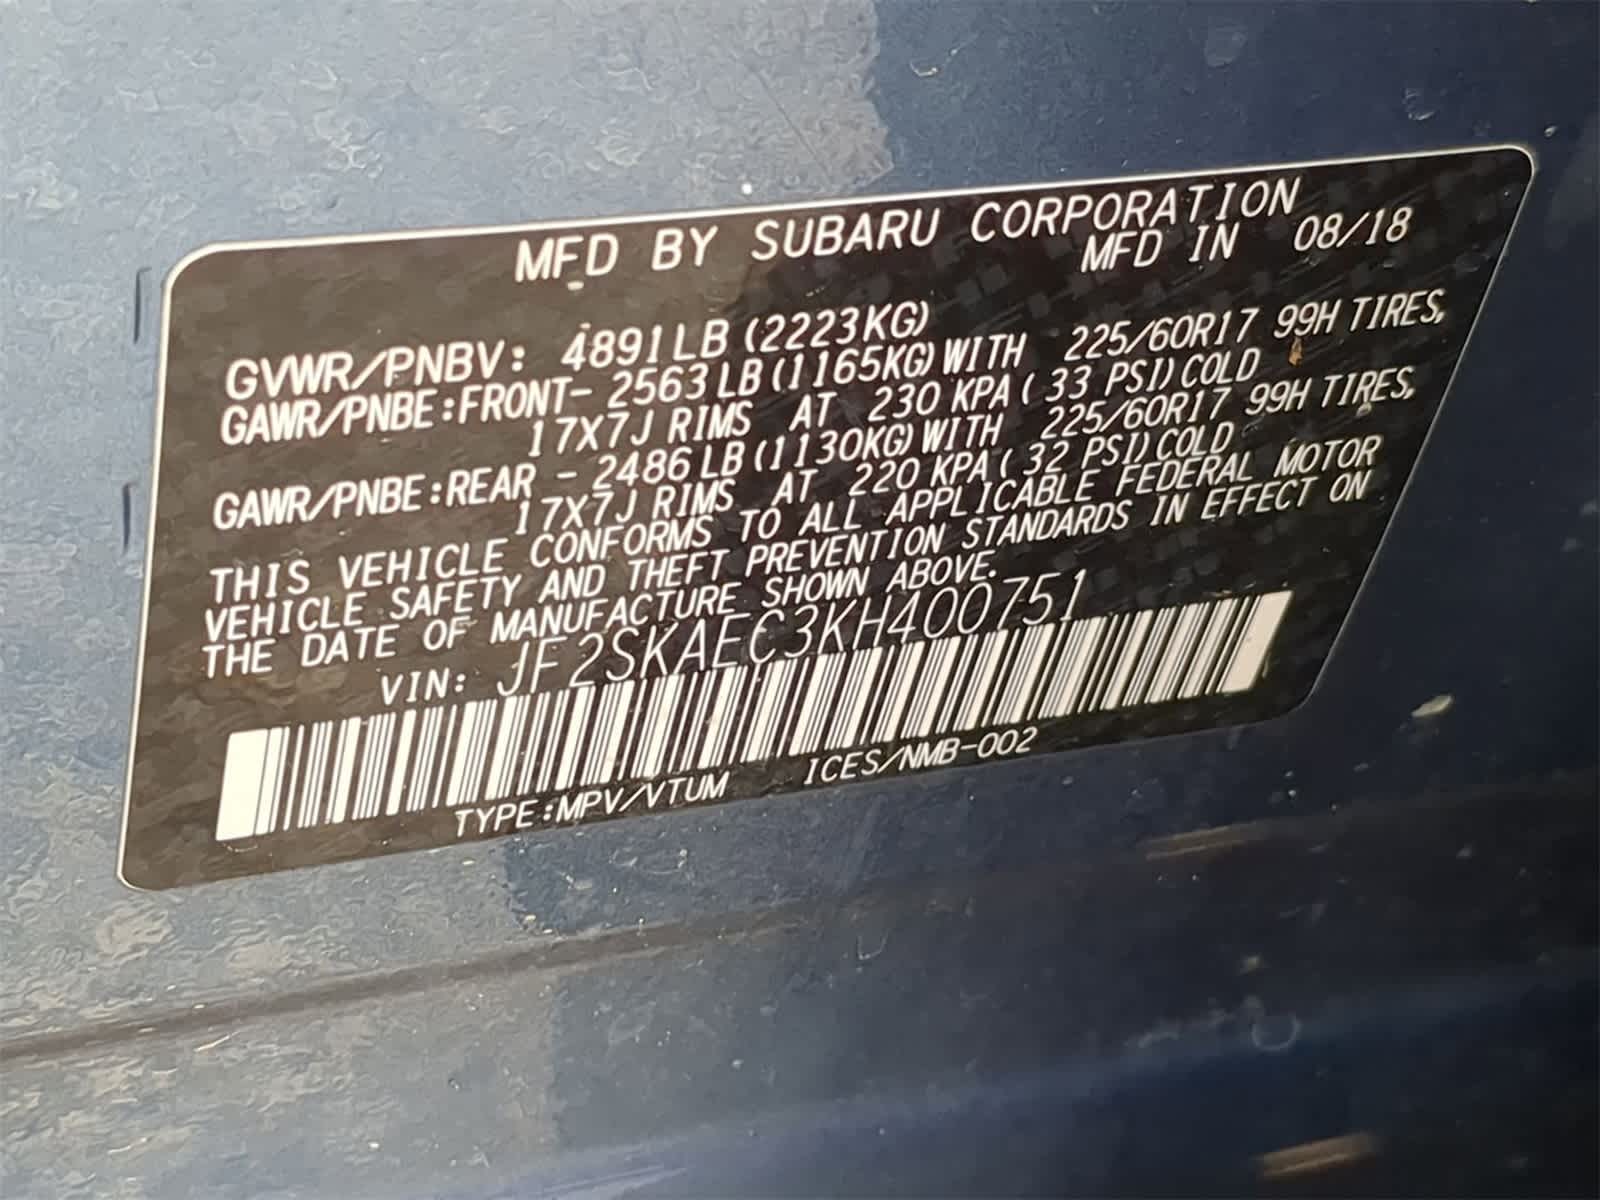 MFD BY SUBARU CORPORATION
MFD IN 08/18
GVWR/PNBV: 4891LB (2223KG)
GAWR/PNBE:FRONT- 2563LB(1165KG)WITH 225/60R17 99H TIRES,
17X7J RIMS AT 230 KPA( 33 PSI)COLD
GAWR/PNBE:REAR - 2486LB(1130KG)WITH 225/60R17 99H TIRES,
17X7J RIMS AT 220 KPA( 32 PSI)COLD
THIS VEHICLE CONFORMS TO ALL APPLICABLE FEDERAL MOTOR
VEHICLE SAFETY AND THEFT PREVENTION STANDARDS IN EFFECT ON
THE DATE OF MANUFACTURE SHOWN ABOVE.
VIN: JF2SKAEC3KH400751
TYPE:MPV/VTUM ICES/NMB-002